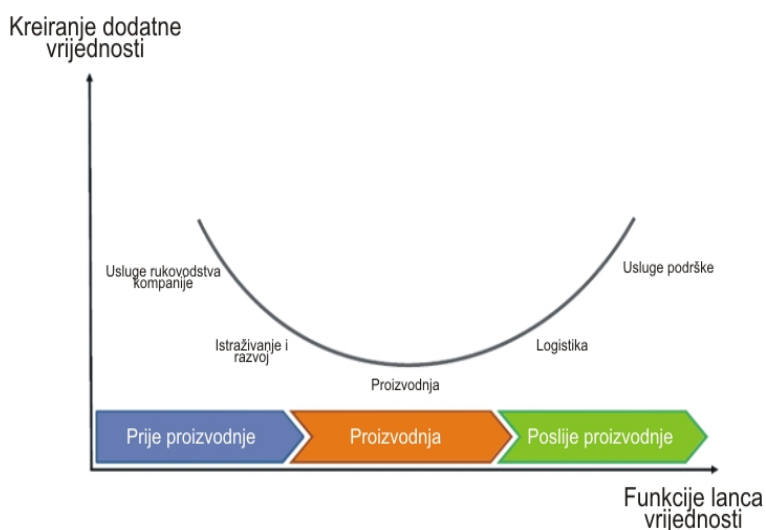 Kreiranje dodatne
vrijednosti
Usluge rukovodstva
kompanije
Usluge podrške
Istraživanje i
razvoj
Logistika
Proizvodnja
Prije proizvodnje
Proizvodnja
Poslije proizvodnje
Funkcije lanca
vrijednosti